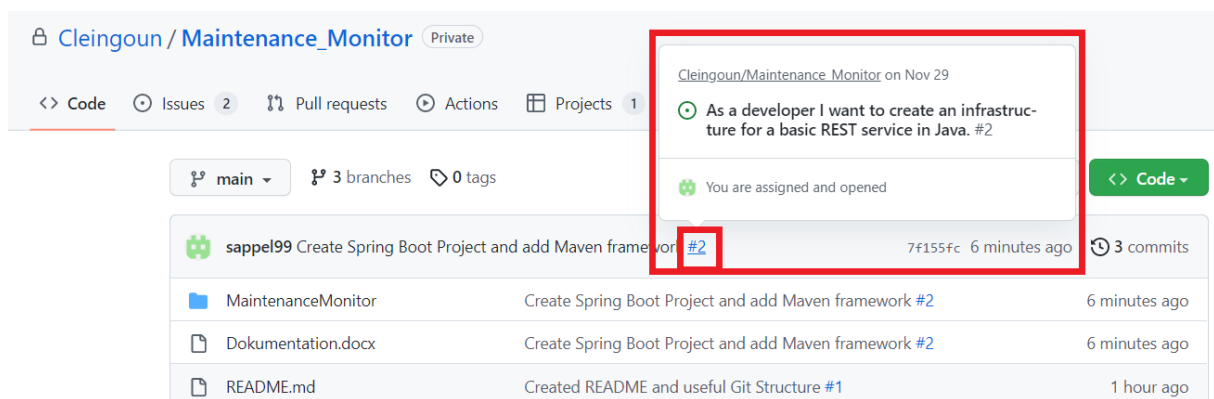 Cleingoun / Maintenance_Monitor Private
<> Code Issues 2 Pull requests Actions Projects 1
Cleingoun/Maintenance_Monitor on Nov 29
As a developer I want to create an infrastruc-
ture for a basic REST service in Java. #2
You are assigned and opened
main 3 branches 0 tags
<> Code
sappel99 Create Spring Boot Project and add Maven framework #2 7f155fc 6 minutes ago 3 commits
MaintenanceMonitor Create Spring Boot Project and add Maven framework #2 6 minutes ago
Dokumentation.docx Create Spring Boot Project and add Maven framework #2 6 minutes ago
README.md Created README and useful Git Structure #1 1 hour ago